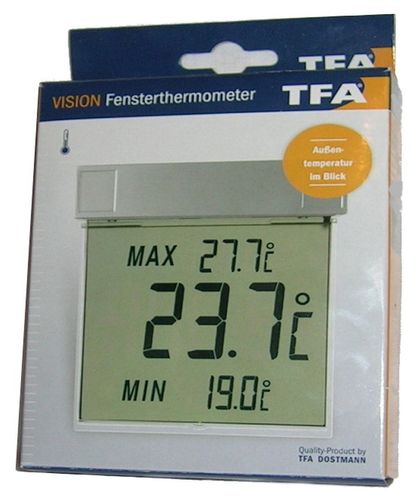 TFA
VISION Fensterthermometer TFA
Außen-
temperatur
im Blick
MAX 27.7°C
23.7°C
MIN 19.0°C
Quality-Product by
TFA DOSTMANN